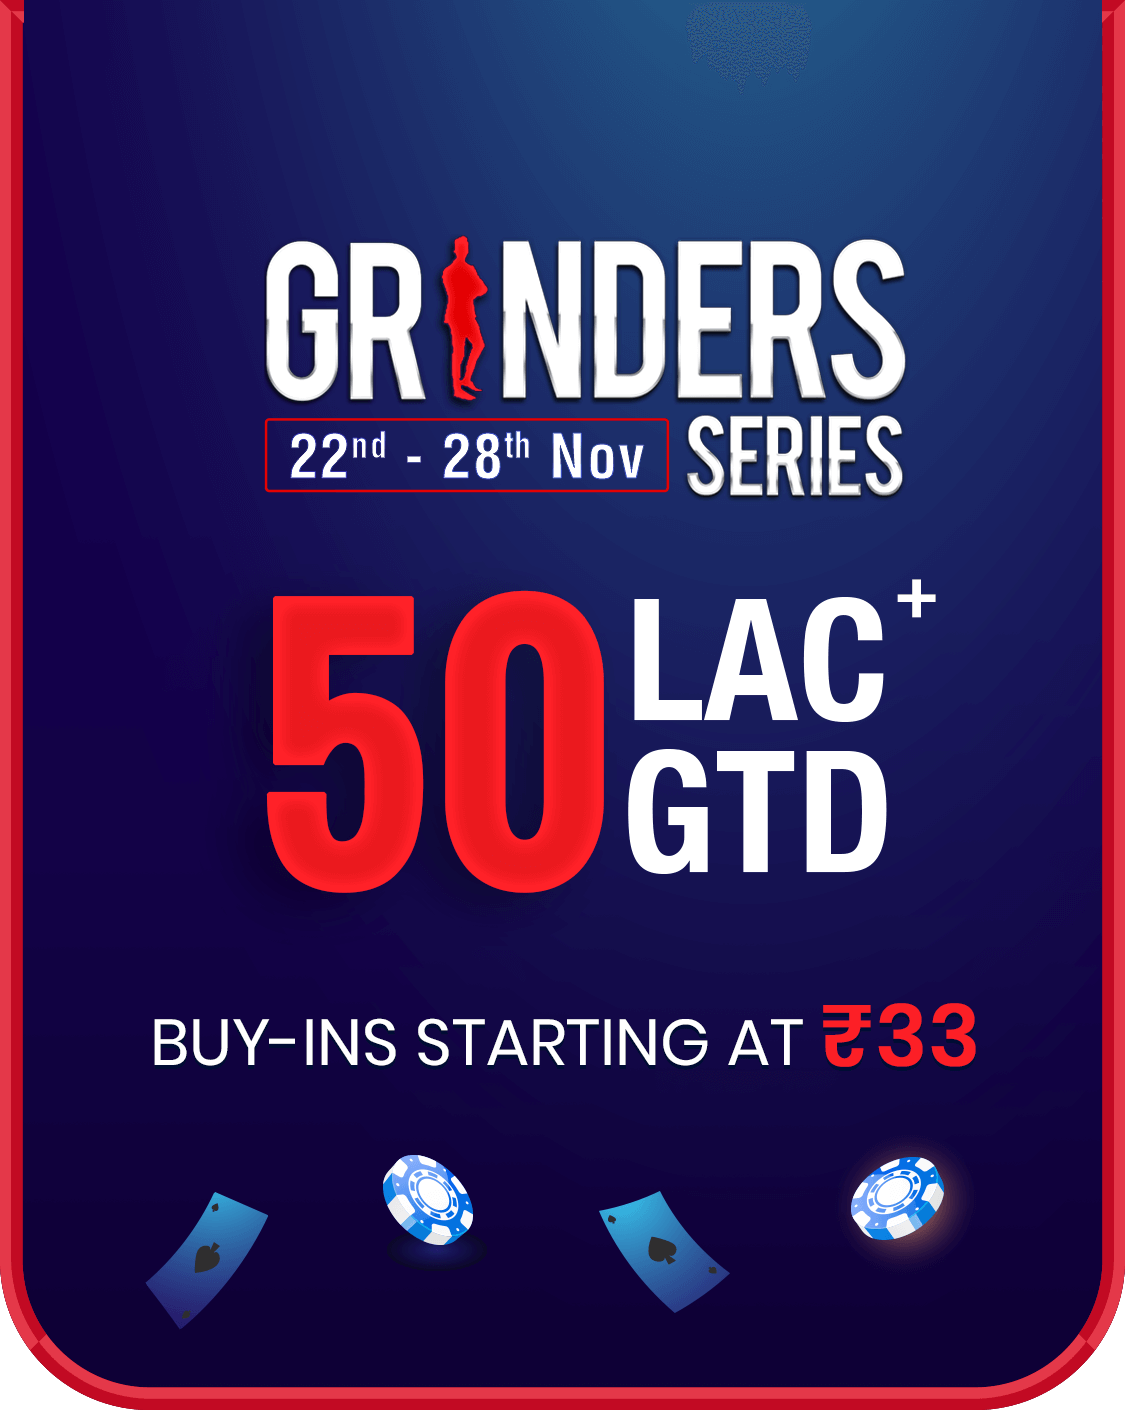 GRINDERS
22nd - 28th Nov SERIES
50 LAC+
GTD
BUY-INS STARTING AT ₹33